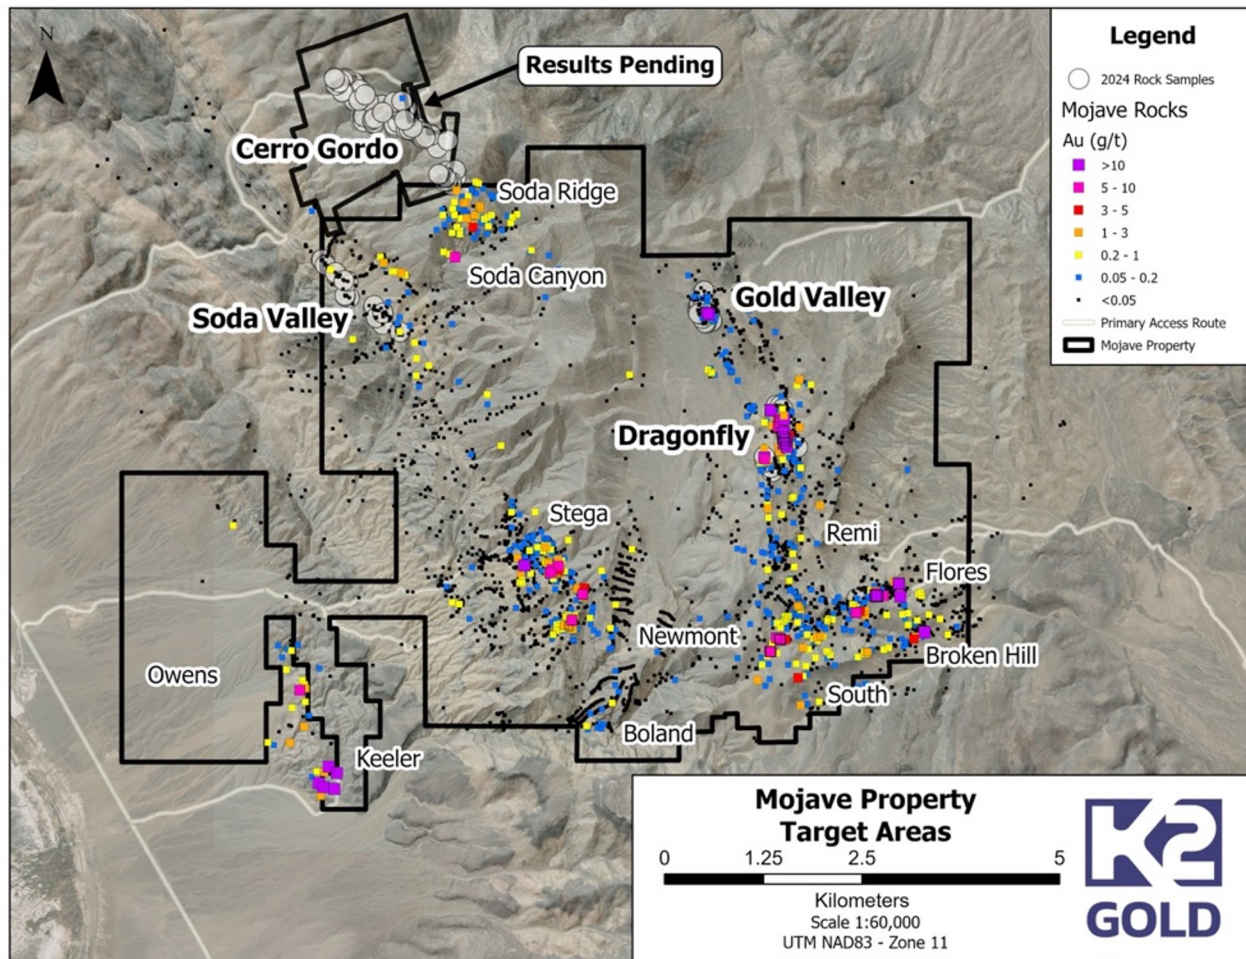 N
Results Pending
Cerro Gordo
Soda Ridge
Soda Canyon
Soda Valley
Gold Valley
Dragonfly
Stega
Remi
Flores
Newmont
Broken Hill
Owens
South
Boland
Keeler
Legend
2024 Rock Samples
Mojave Rocks
Au (g/t)
>10
5 - 10
3 - 5
1 - 3
0.2 - 1
0.05 - 0.2
<0.05
Primary Access Route
Mojave Property
Mojave Property
Target Areas
0 1.25 2.5 5
Kilometers
Scale 1:60,000
UTM NAD83 - Zone 11
K2
GOLD